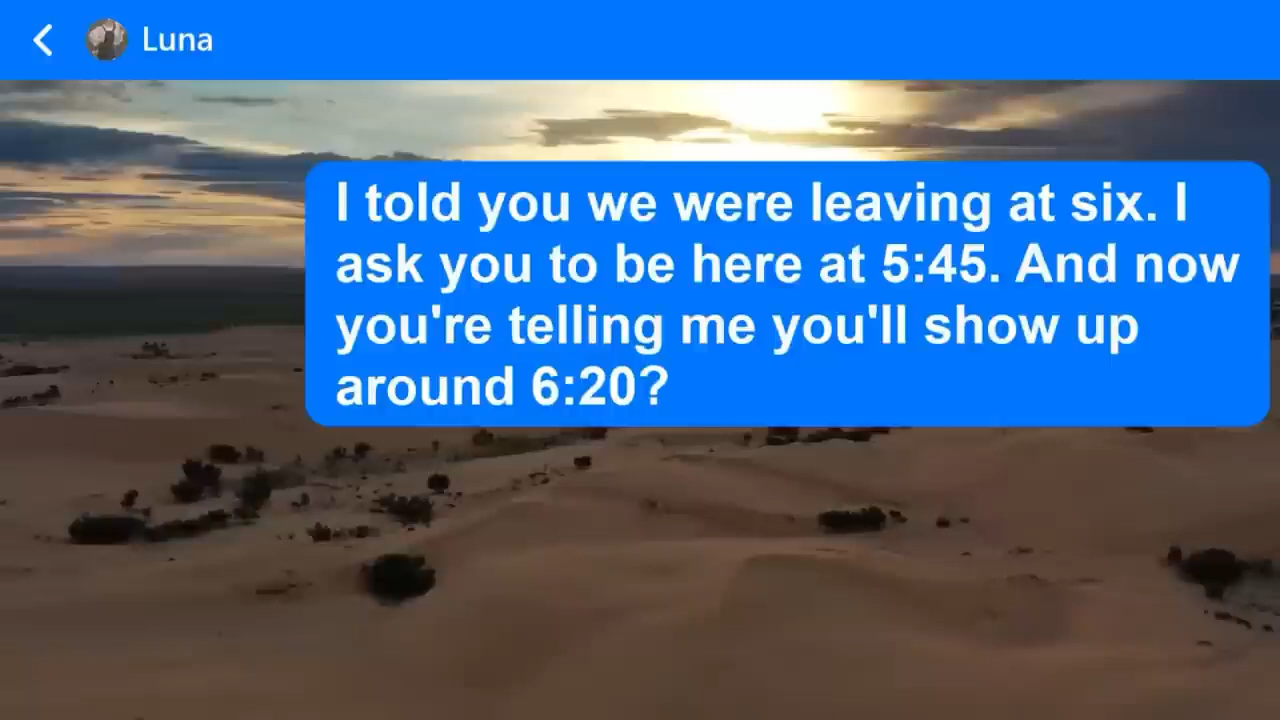 Luna
I told you we were leaving at six. I
ask you to be here at 5:45. And now
you're telling me you'll show up
around 6:20?